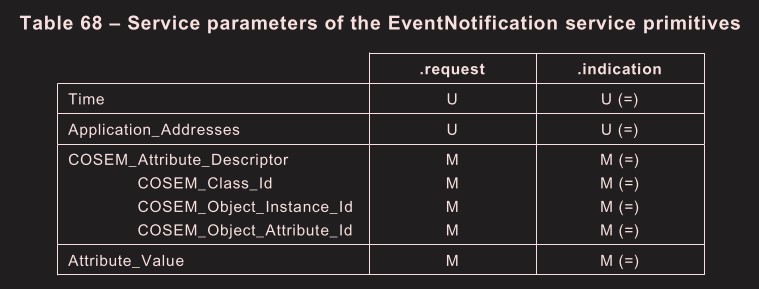 Table 68 – Service parameters of the EventNotification service primitives
.request .indication
Time U U (=)
Application_Addresses U U (=)
COSEM_Attribute_Descriptor M M (=)
COSEM_Class_Id M M (=)
COSEM_Object_Instance_Id M M (=)
COSEM_Object_Attribute_Id M M (=)
Attribute_Value M M (=)